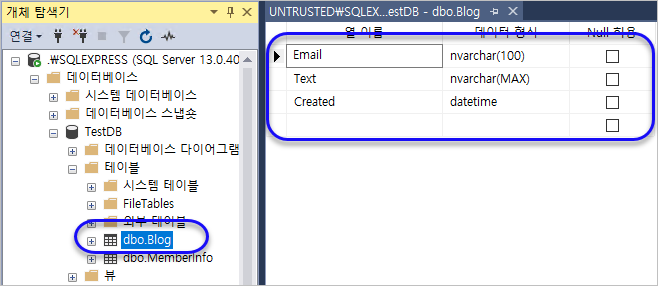 개체 탐색기
연결
.\SQLEXPRESS (SQL Server 13.0.40
데이터베이스
시스템 데이터베이스
데이터베이스 스냅숏
TestDB
데이터베이스 다이어그램
테이블
시스템 테이블
FileTables
외부 테이블
dbo.Blog
dbo.MemberInfo
뷰
UNTRUSTED\SQLEX...estDB - dbo.Blog
열 이름 데이터 형식 Null 허용
Email nvarchar(100)
Text nvarchar(MAX)
Created datetime